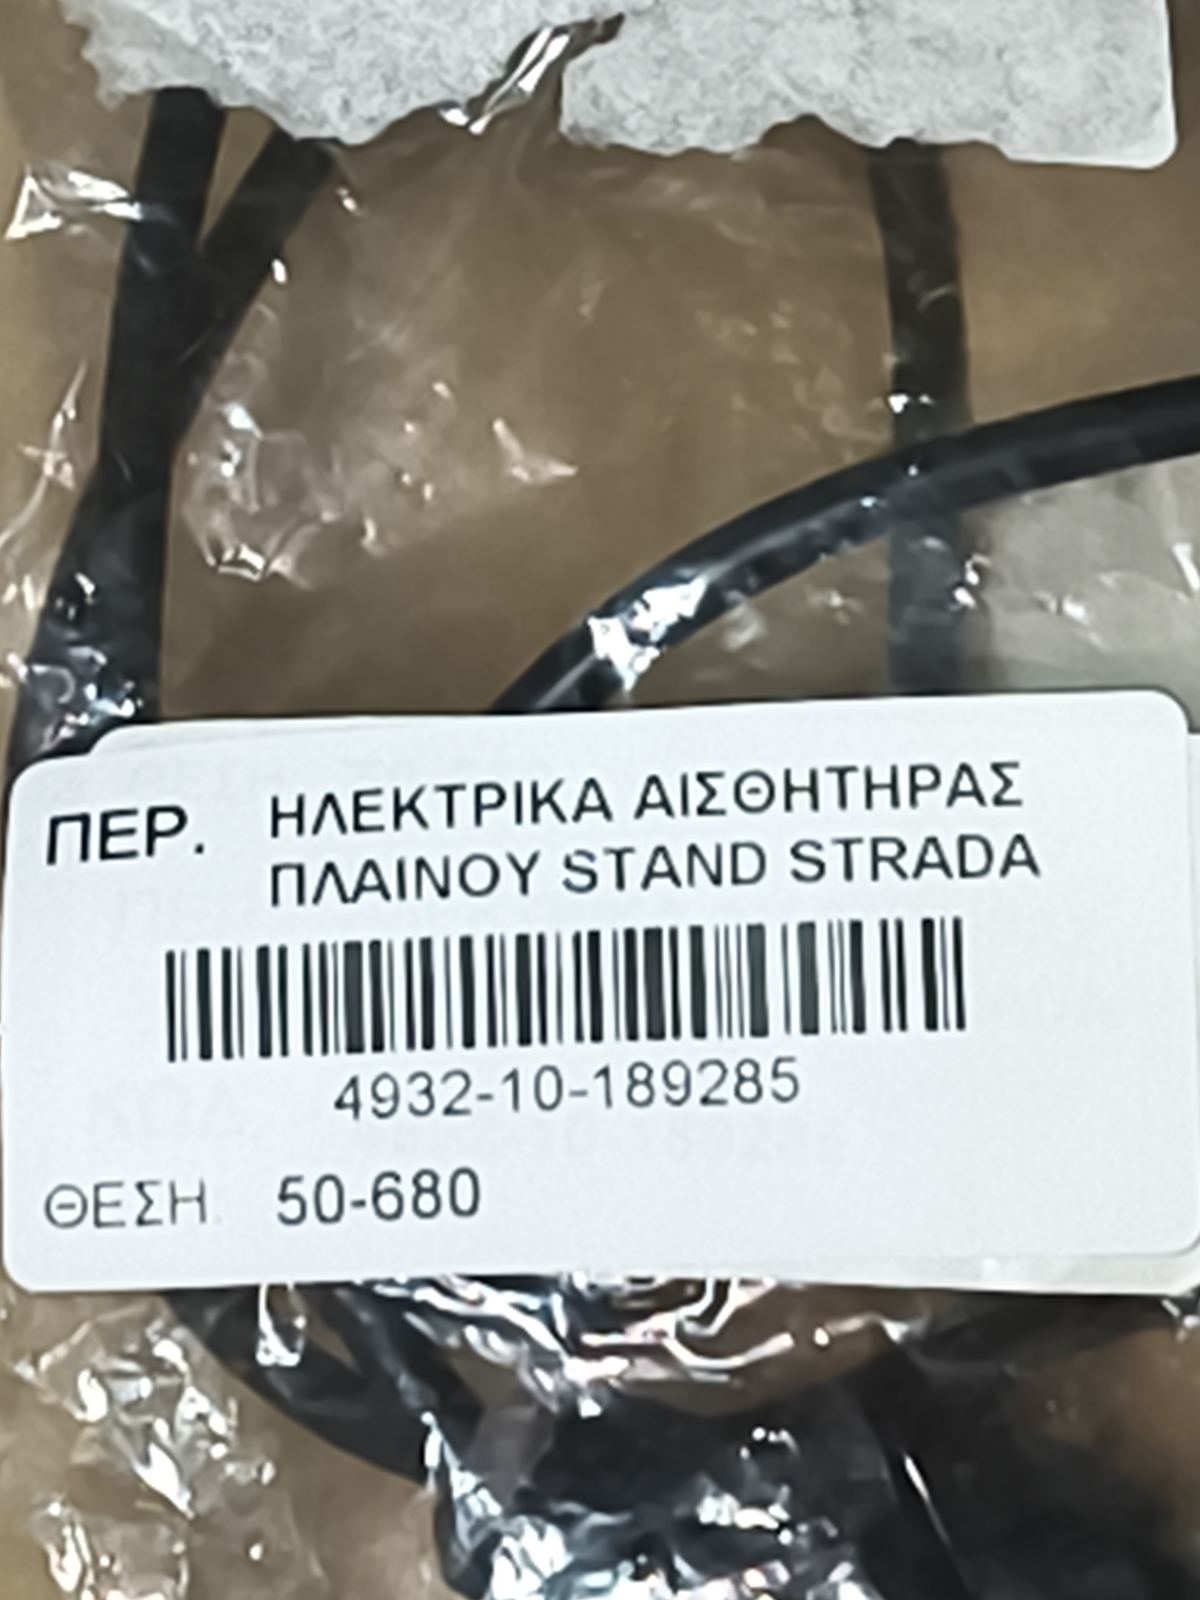 ΠΕΡ. ΗΛΕΚΤΡΙΚΑ ΑΙΣΘΗΤΗΡΑΣ
ΠΛΑΙΝΟΥ STAND STRADA
4932-10-189285
ΘΕΣΗ. 50-680